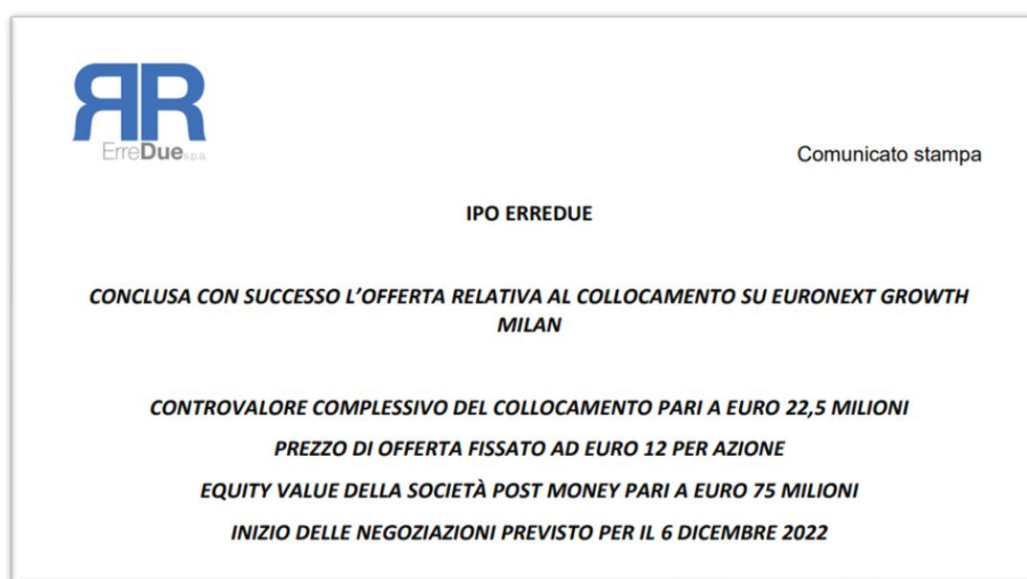 RR
ErreDue s.p.a.
Comunicato stampa
IPO ERREDUE
CONCLUSA CON SUCCESSO L’OFFERTA RELATIVA AL COLLOCAMENTO SU EURONEXT GROWTH
MILAN
CONTROVALORE COMPLESSIVO DEL COLLOCAMENTO PARI A EURO 22,5 MILIONI
PREZZO DI OFFERTA FISSATO AD EURO 12 PER AZIONE
EQUITY VALUE DELLA SOCIETÀ POST MONEY PARI A EURO 75 MILIONI
INIZIO DELLE NEGOZIAZIONI PREVISTO PER IL 6 DICEMBRE 2022